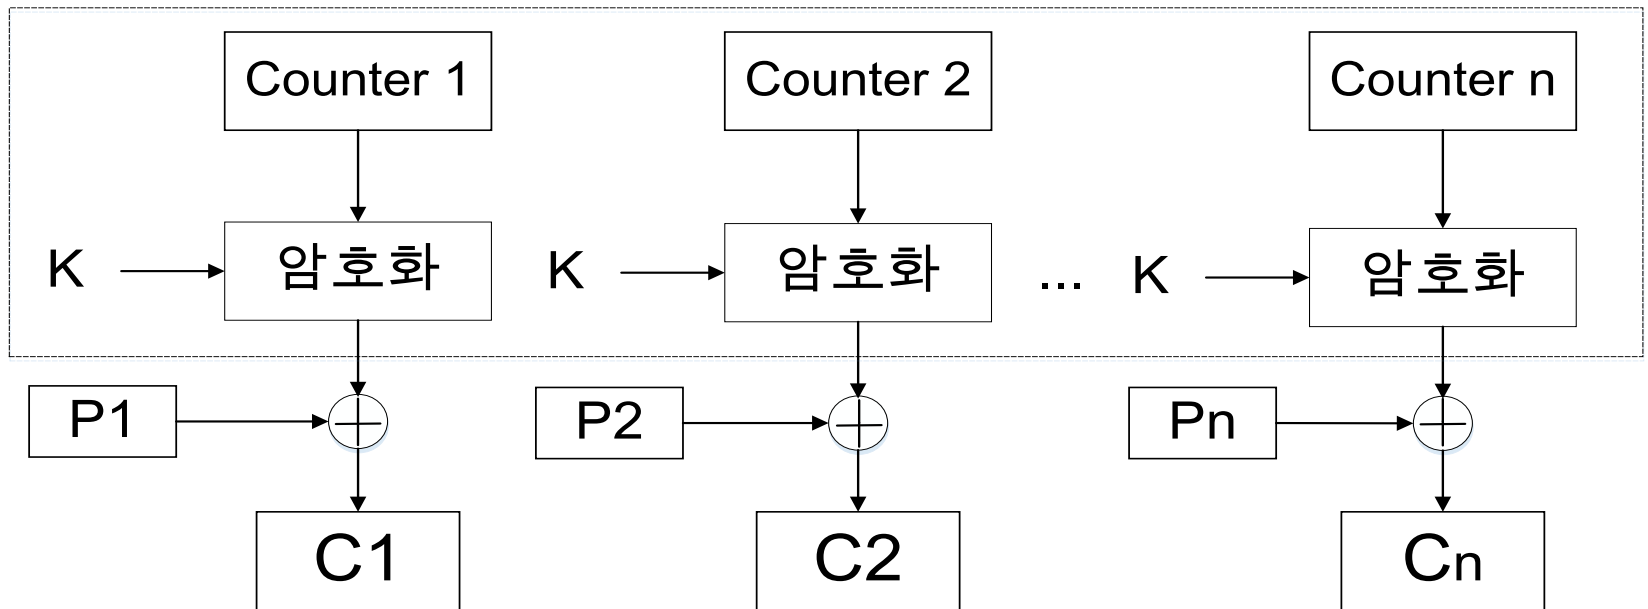 Counter 1 Counter 2 Counter n
K 암호화 K 암호화 ... K 암호화
P1 P2 Pn
C1 C2 Cn